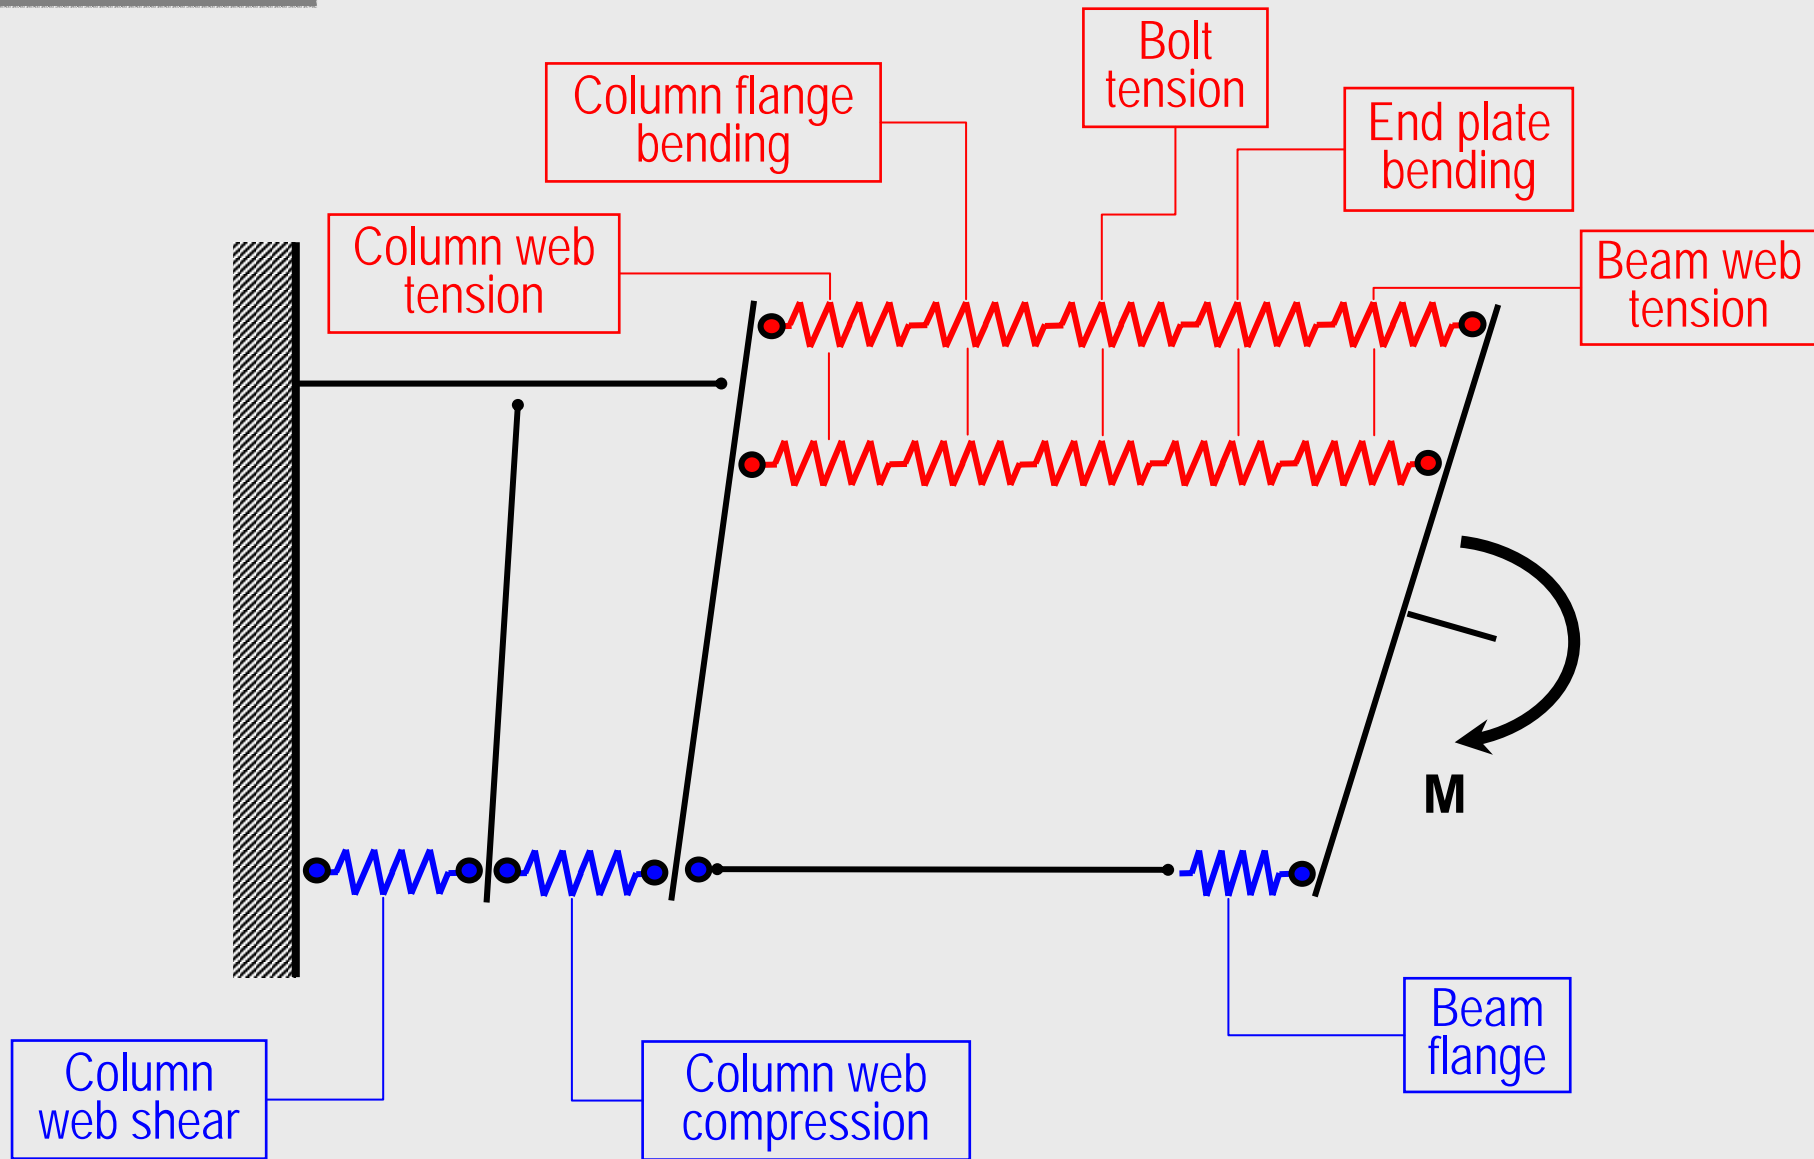 Bolt
tension
Column flange
bending
End plate
bending
Column web
tension
Beam web
tension
M
Beam
flange
Column
web shear
Column web
compression